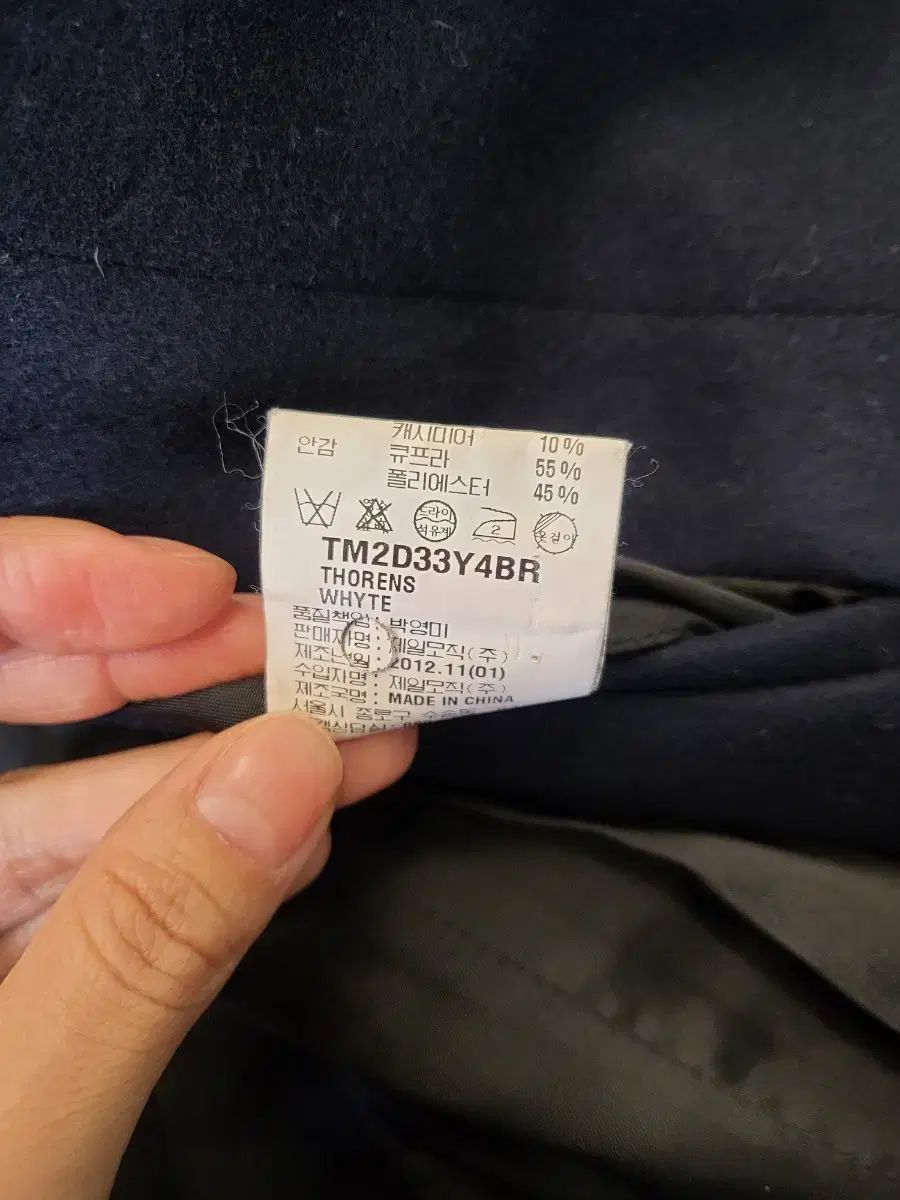 캐시미어 10%
안감 큐프라 55%
폴리에스터 45%
드라이
석유계
2
옷걸이
TM2D33Y4BR
THORENS
WHYTE
품질책임 : 박영미
판매자명 : 제일모직(주)
제조년월 : 2012.11(01)
수입자명 : 제일모직(주)
제조국명 : MADE IN CHINA
서울시 종로구